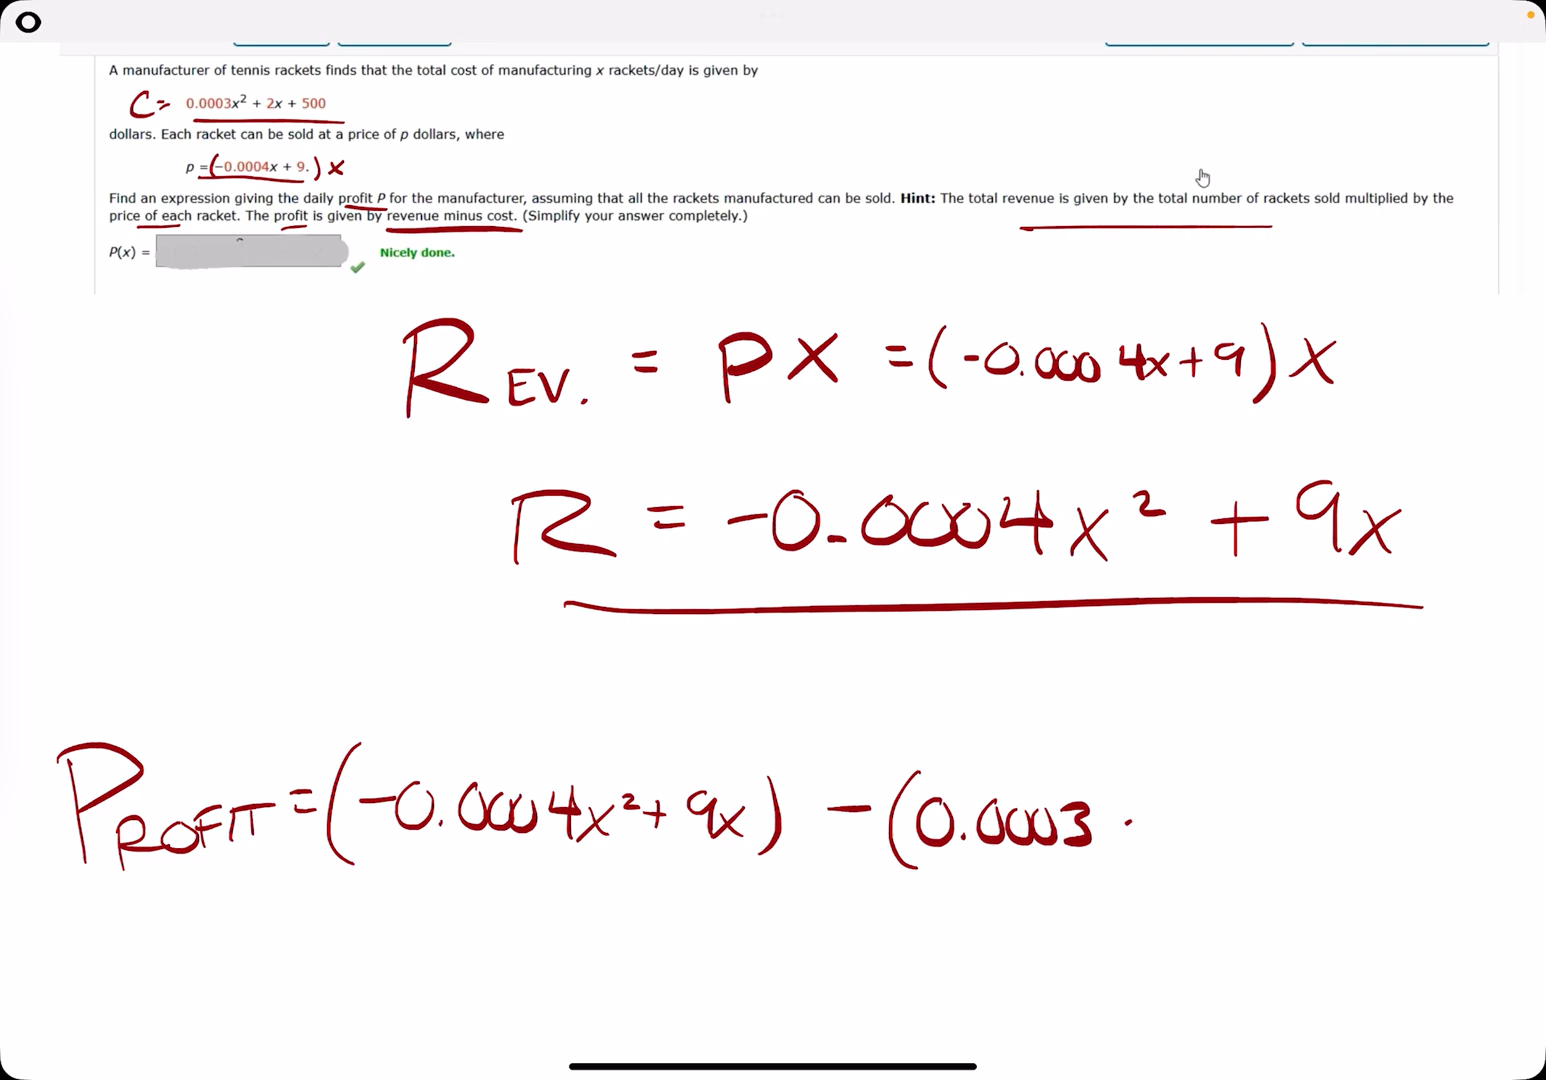 A manufacturer of tennis rackets finds that the total cost of manufacturing x rackets/day is given by
C = 0.0003x² + 2x + 500
dollars. Each racket can be sold at a price of p dollars, where
p = (-0.0004x + 9.) x
Find an expression giving the daily profit P for the manufacturer, assuming that all the rackets manufactured can be sold. Hint: The total revenue is given by the total number of rackets sold multiplied by the
price of each racket. The profit is given by revenue minus cost. (Simplify your answer completely.)
P(x) = Nicely done.
REV. = PX = (-0.0004x+9)x
R = -0.0004x² + 9x
PROFIT = (-0.0004x²+9x) - (0.0003